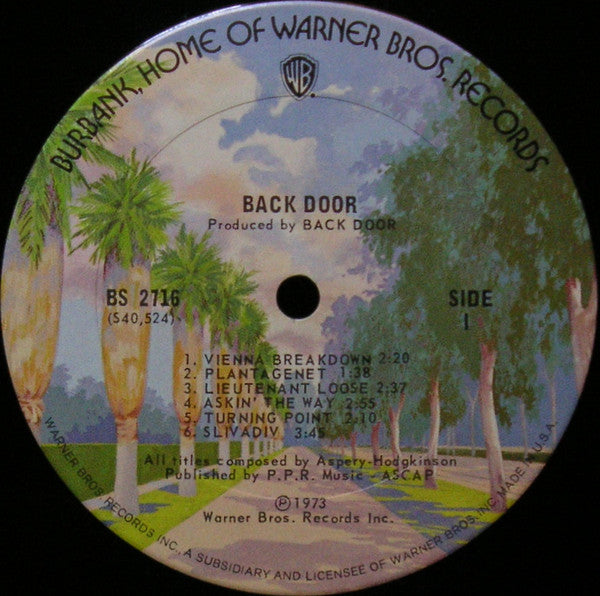 BURBANK, HOME OF WARNER BROS. RECORDS
WB
BACK DOOR
Produced by BACK DOOR
BS 2716
(S40,524)
SIDE
1
1. VIENNA BREAKDOWN 2:20
2. PLANTAGENET 1:38
3. LIEUTENANT LOOSE 2:37
4. ASKIN' THE WAY 2:55
5. TURNING POINT 2:10
6. SLIVADIV 3:45
All titles composed by Aspery-Hodgkinson
Published by P.P.R. Music - ASCAP
℗1973
Warner Bros. Records Inc.
WARNER BROS. RECORDS INC., A SUBSIDIARY AND LICENSEE OF WARNER BROS. INC. MADE IN U.S.A.